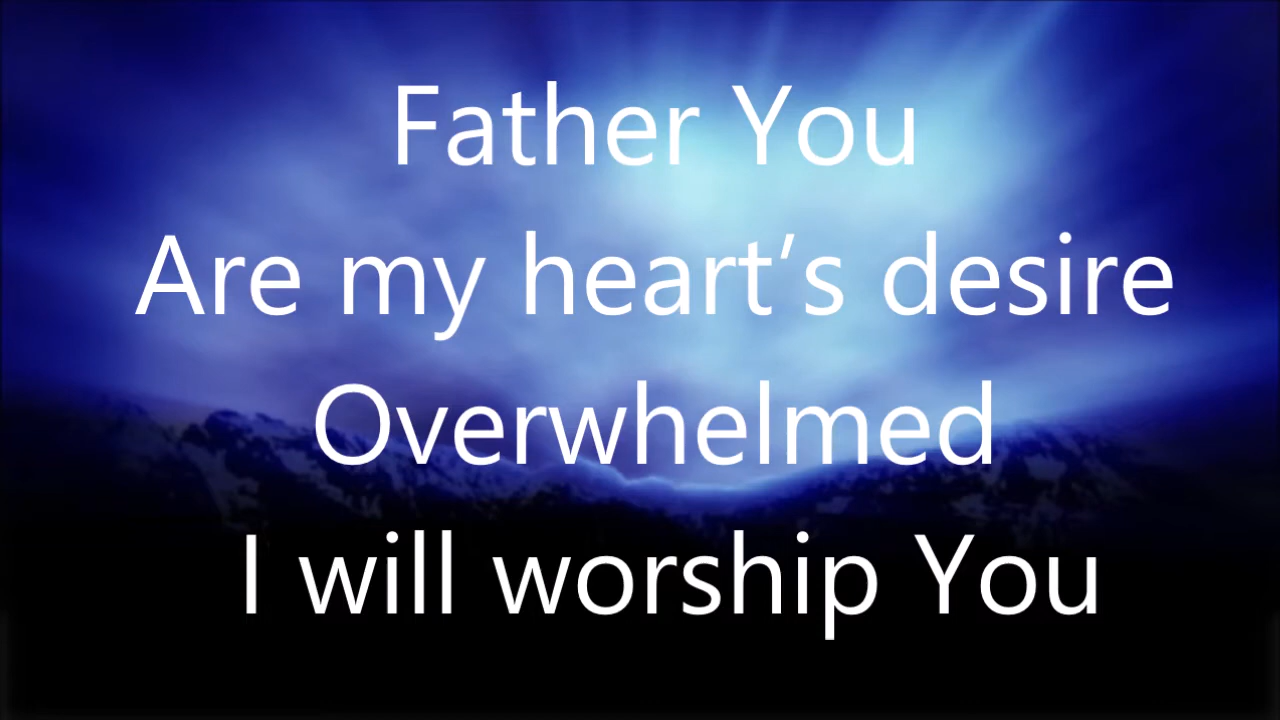 Father You
Are my heart’s desire
Overwhelmed
I will worship You